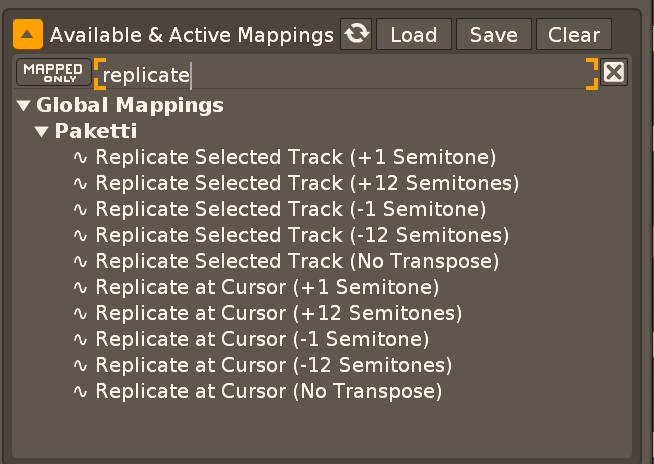 Available & Active Mappings Load Save Clear
MAPPED ONLY replicate
Global Mappings
Paketti
Replicate Selected Track (+1 Semitone)
Replicate Selected Track (+12 Semitones)
Replicate Selected Track (-1 Semitone)
Replicate Selected Track (-12 Semitones)
Replicate Selected Track (No Transpose)
Replicate at Cursor (+1 Semitone)
Replicate at Cursor (+12 Semitones)
Replicate at Cursor (-1 Semitone)
Replicate at Cursor (-12 Semitones)
Replicate at Cursor (No Transpose)